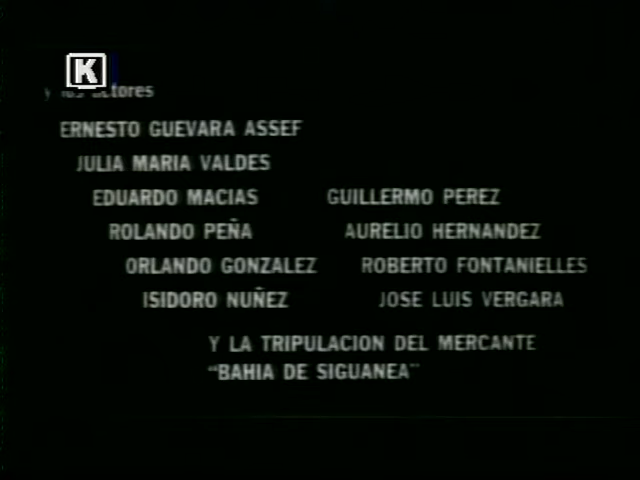 K
y los actores
ERNESTO GUEVARA ASSEF
JULIA MARIA VALDES
EDUARDO MACIAS GUILLERMO PEREZ
ROLANDO PEÑA AURELIO HERNANDEZ
ORLANDO GONZALEZ ROBERTO FONTANIELLES
ISIDORO NUÑEZ JOSE LUIS VERGARA
Y LA TRIPULACION DEL MERCANTE
"BAHIA DE SIGUANEA"